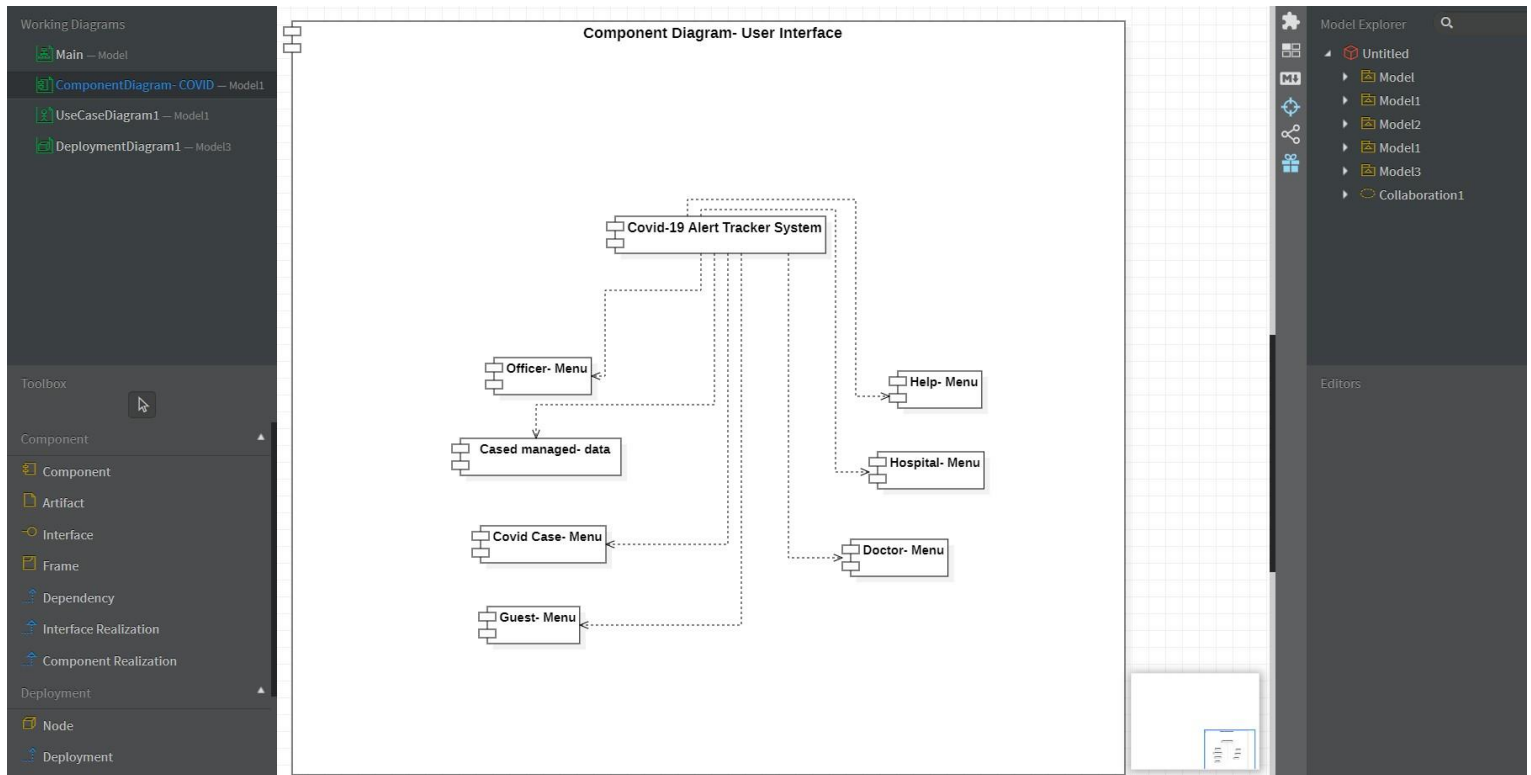 Working Diagrams
Main — Model
ComponentDiagram- COVID — Model1
UseCaseDiagram1 — Model1
DeploymentDiagram1 — Model3
Toolbox
Component
Component
Artifact
Interface
Frame
Dependency
Interface Realization
Component Realization
Deployment
Node
Deployment
Component Diagram- User Interface
Covid-19 Alert Tracker System
Officer- Menu
Help- Menu
Cased managed- data
Hospital- Menu
Covid Case- Menu
Doctor- Menu
Guest- Menu
M
Model Explorer
Untitled
Model
Model1
Model2
Model1
Model3
Collaboration1
Editors